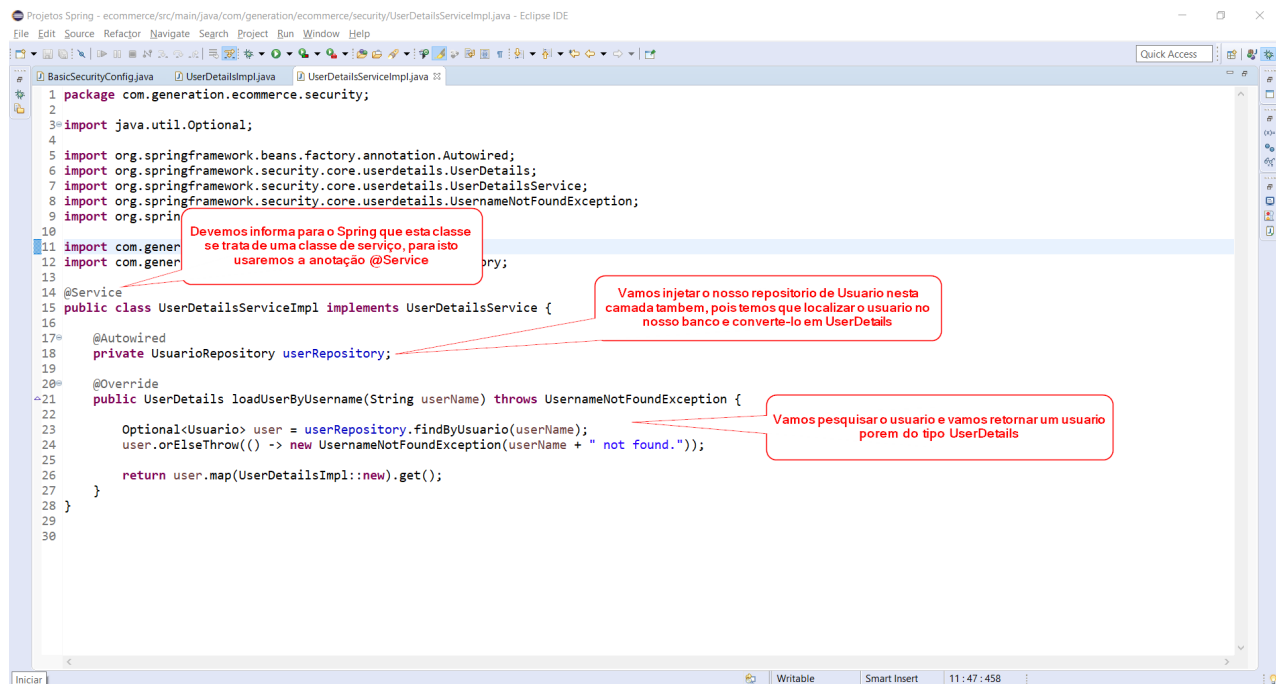 Projetos Spring - ecommerce/src/main/java/com/generation/ecommerce/security/UserDetailsServiceImpl.java - Eclipse IDE
File Edit Source Refactor Navigate Search Project Run Window Help
Quick Access
BasicSecurityConfig.java UserDetailsImpl.java UserDetailsServiceImpl.java
1 package com.generation.ecommerce.security;
2
3 import java.util.Optional;
4
5 import org.springframework.beans.factory.annotation.Autowired;
6 import org.springframework.security.core.userdetails.UserDetails;
7 import org.springframework.security.core.userdetails.UserDetailsService;
8 import org.springframework.security.core.userdetails.UsernameNotFoundException;
9 import org.sprin
10
11 import com.gener
12 import com.gener ory;
13
Devemos informa para o Spring que esta classe
se trata de uma classe de serviço, para isto
usaremos a anotação @Service
14 @Service
15 public class UserDetailsServiceImpl implements UserDetailsService {
16
Vamos injetar o nosso repositorio de Usuario nesta
camada tambem, pois temos que localizar o usuario no
nosso banco e converte-lo em UserDetails
17 @Autowired
18 private UsuarioRepository userRepository;
19
20 @Override
21 public UserDetails loadUserByUsername(String userName) throws UsernameNotFoundException {
22
23 Optional<Usuario> user = userRepository.findByUsuario(userName);
24 user.orElseThrow(() -> new UsernameNotFoundException(userName + " not found."));
25
Vamos pesquisar o usuario e vamos retornar um usuario
porem do tipo UserDetails
26 return user.map(UserDetailsImpl::new).get();
27 }
28 }
29
30
Iniciar Writable Smart Insert 11 : 47 : 458